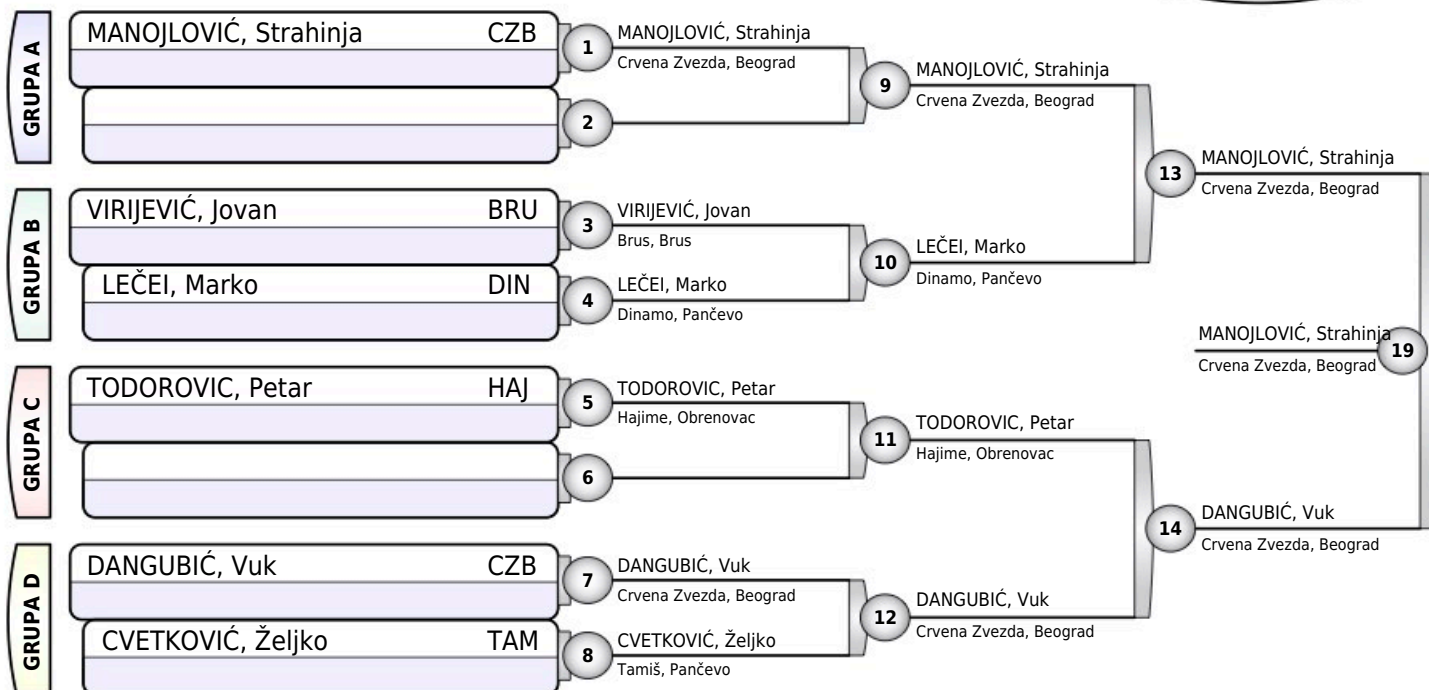 GRUPA A
MANOJLOVIĆ, Strahinja CZB
1
MANOJLOVIĆ, Strahinja
Crvena Zvezda, Beograd
2
9
MANOJLOVIĆ, Strahinja
Crvena Zvezda, Beograd
GRUPA B
VIRIJEVIĆ, Jovan BRU
3
VIRIJEVIĆ, Jovan
Brus, Brus
LEČEI, Marko DIN
4
LEČEI, Marko
Dinamo, Pančevo
10
LEČEI, Marko
Dinamo, Pančevo
13
MANOJLOVIĆ, Strahinja
Crvena Zvezda, Beograd
GRUPA C
TODOROVIC, Petar HAJ
5
TODOROVIC, Petar
Hajime, Obrenovac
6
11
TODOROVIC, Petar
Hajime, Obrenovac
GRUPA D
DANGUBIĆ, Vuk CZB
7
DANGUBIĆ, Vuk
Crvena Zvezda, Beograd
CVETKOVIĆ, Željko TAM
8
CVETKOVIĆ, Željko
Tamiš, Pančevo
12
DANGUBIĆ, Vuk
Crvena Zvezda, Beograd
14
DANGUBIĆ, Vuk
Crvena Zvezda, Beograd
MANOJLOVIĆ, Strahinja
Crvena Zvezda, Beograd
19